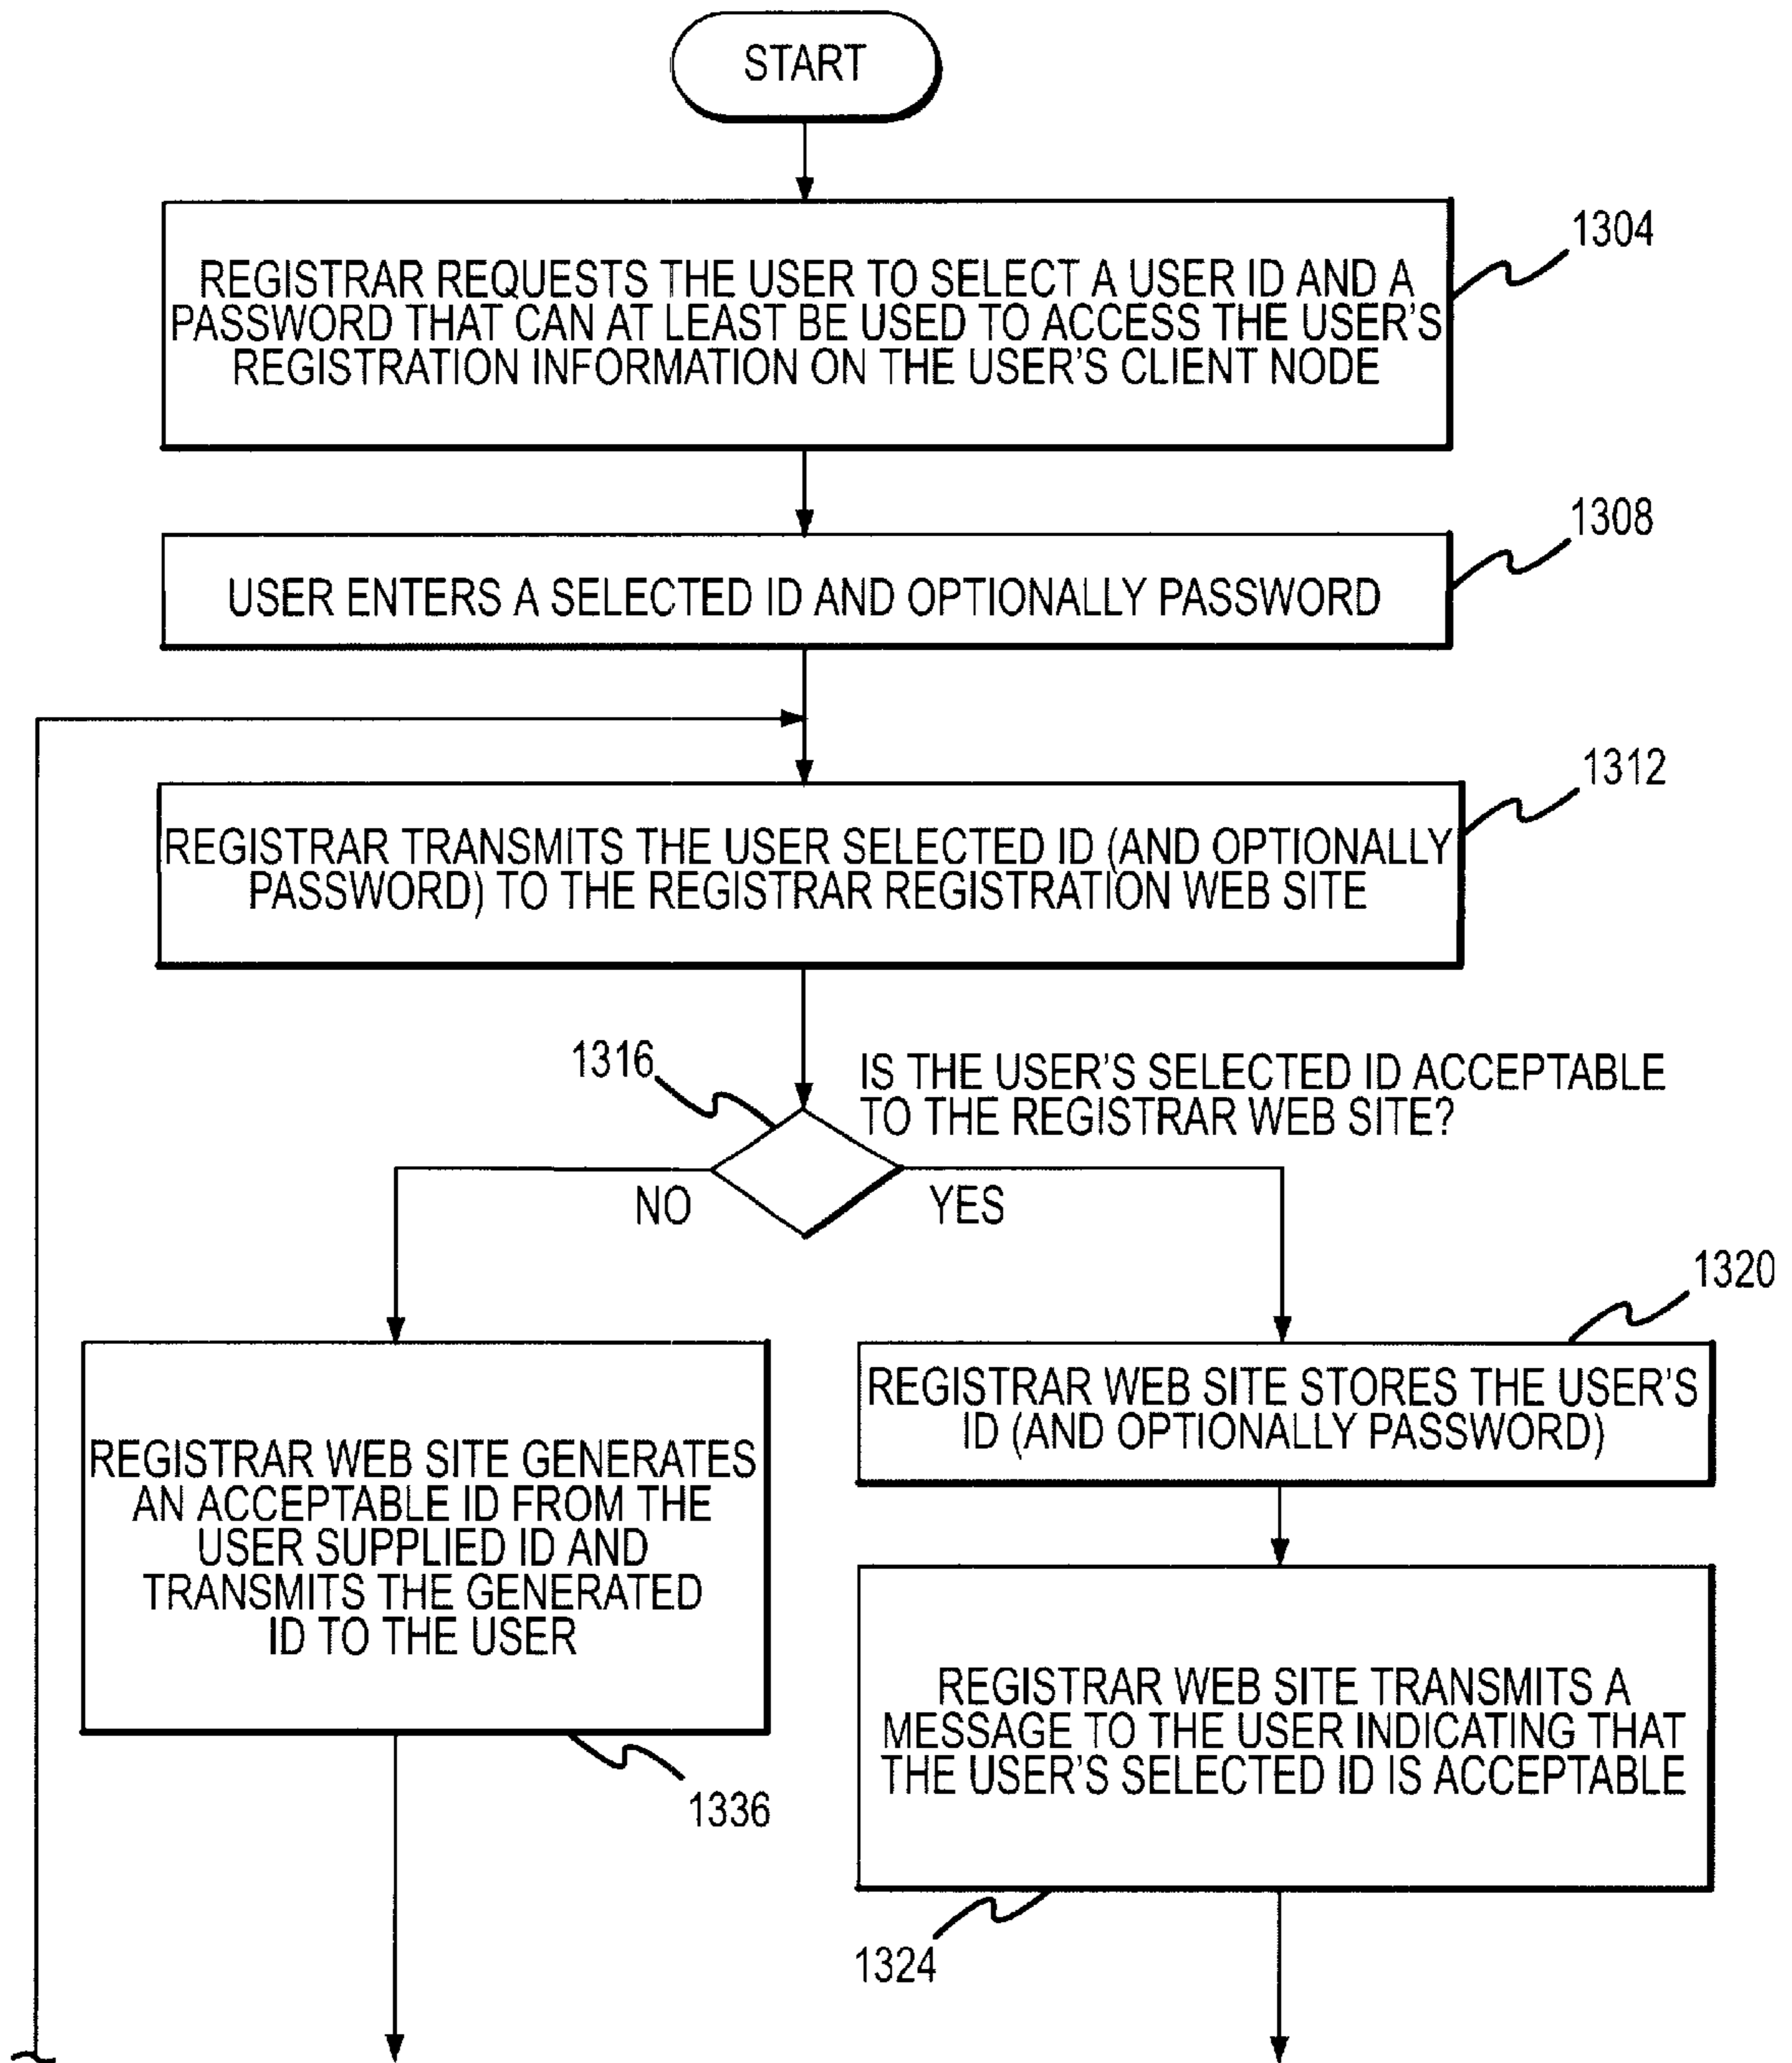 START
1304
REGISTRAR REQUESTS THE USER TO SELECT A USER ID AND A
PASSWORD THAT CAN AT LEAST BE USED TO ACCESS THE USER'S
REGISTRATION INFORMATION ON THE USER'S CLIENT NODE
1308
USER ENTERS A SELECTED ID AND OPTIONALLY PASSWORD
1312
REGISTRAR TRANSMITS THE USER SELECTED ID (AND OPTIONALLY
PASSWORD) TO THE REGISTRAR REGISTRATION WEB SITE
1316
IS THE USER'S SELECTED ID ACCEPTABLE
TO THE REGISTRAR WEB SITE?
NO
YES
1320
REGISTRAR WEB SITE STORES THE USER'S
ID (AND OPTIONALLY PASSWORD)
REGISTRAR WEB SITE GENERATES
AN ACCEPTABLE ID FROM THE
USER SUPPLIED ID AND
TRANSMITS THE GENERATED
ID TO THE USER
1336
REGISTRAR WEB SITE TRANSMITS A
MESSAGE TO THE USER INDICATING THAT
THE USER'S SELECTED ID IS ACCEPTABLE
1324